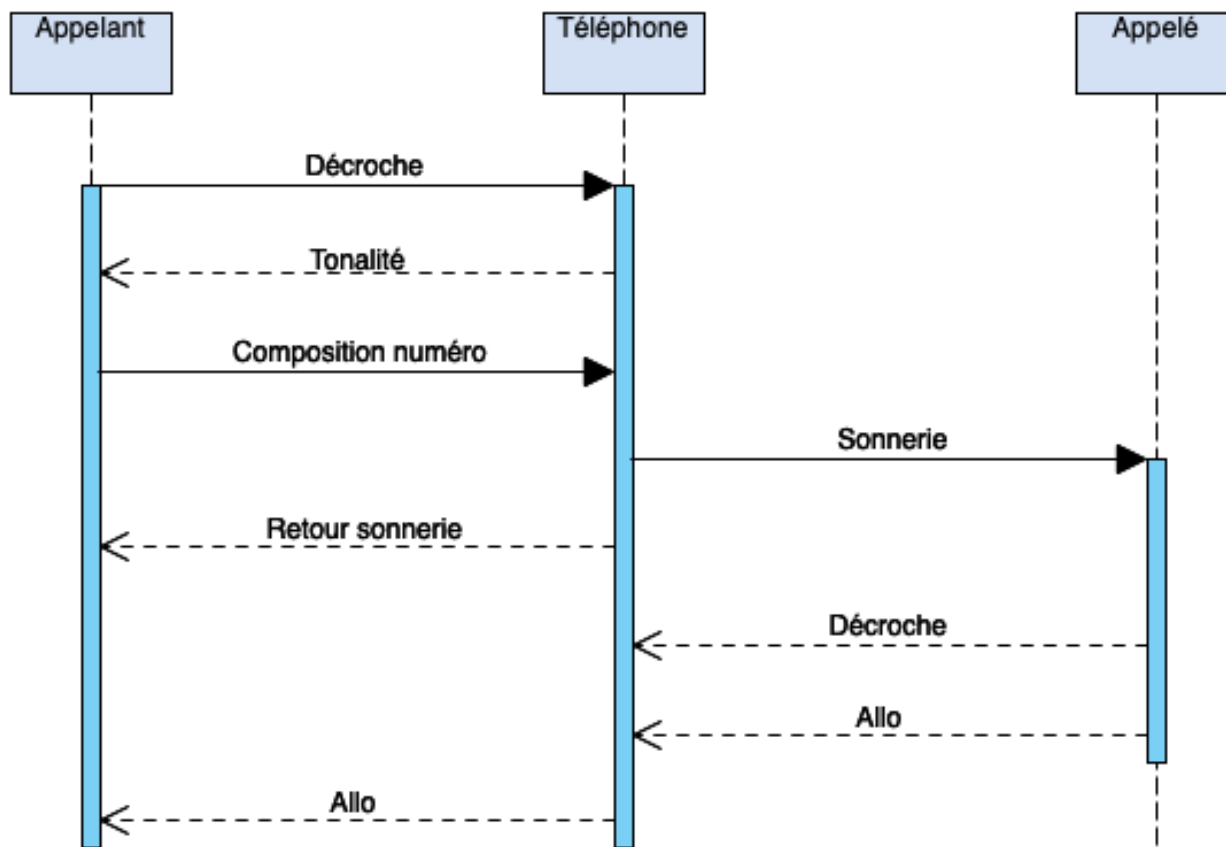 Appelant
Téléphone
Appelé
Décroche
Tonalité
Composition numéro
Sonnerie
Retour sonnerie
Décroche
Allo
Allo